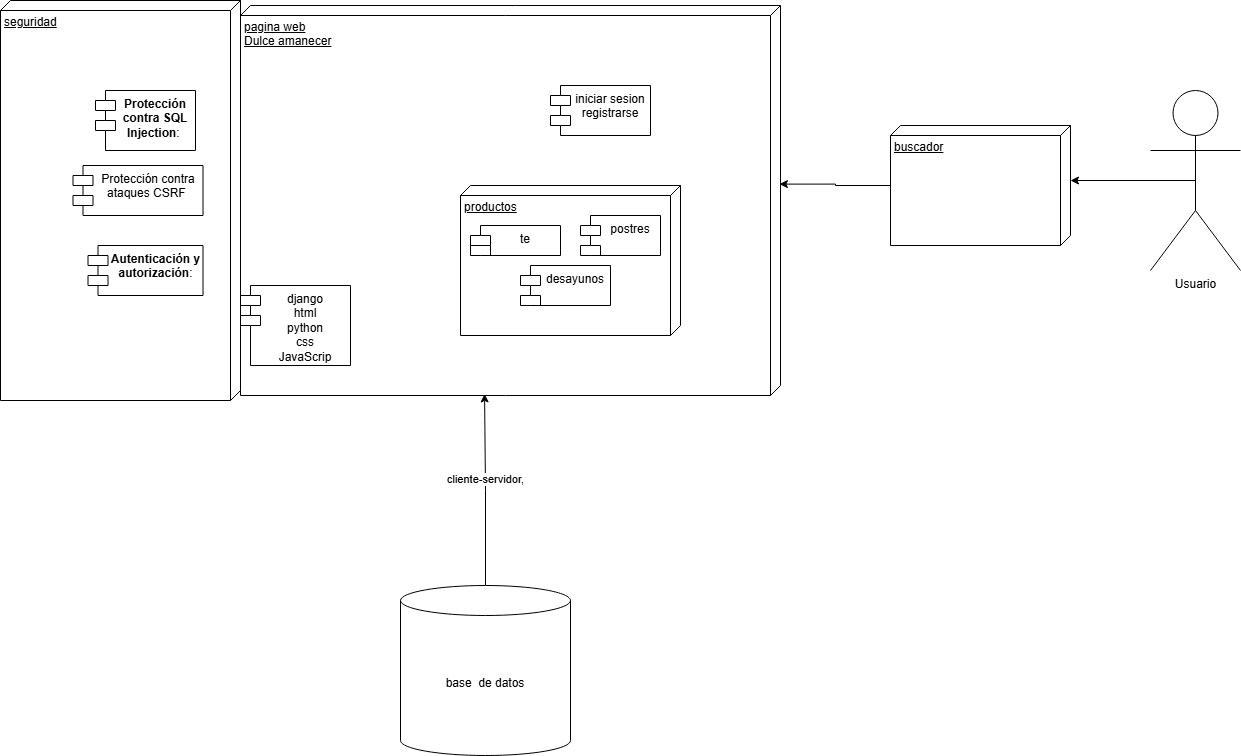 seguridad
Protección
contra SQL
Injection:
Protección contra
ataques CSRF
Autenticación y
autorización:
pagina web
Dulce amanecer
iniciar sesion
registrarse
productos
te
postres
desayunos
django
html
python
css
JavaScrip
buscador
Usuario
cliente-servidor,
base  de datos